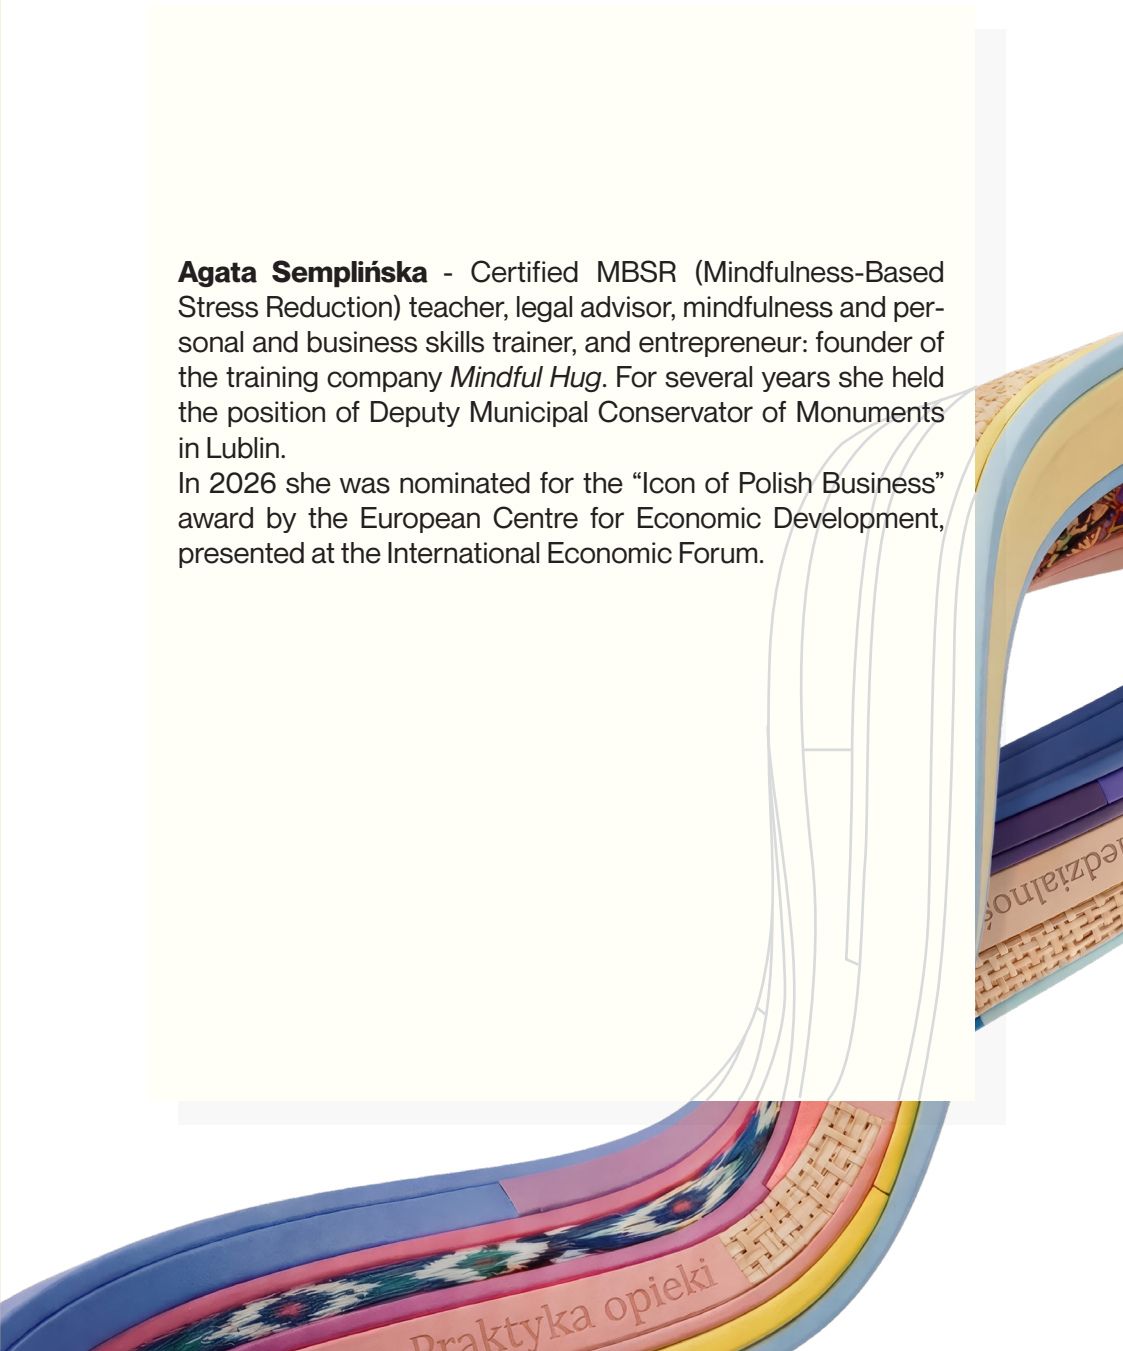 Agata Semplińska - Certified MBSR (Mindfulness-Based
Stress Reduction) teacher, legal advisor, mindfulness and per-
sonal and business skills trainer, and entrepreneur: founder of
the training company Mindful Hug. For several years she held
the position of Deputy Municipal Conservator of Monuments
in Lublin.
In 2026 she was nominated for the “Icon of Polish Business”
award by the European Centre for Economic Development,
presented at the International Economic Forum.
Praktyka opieki